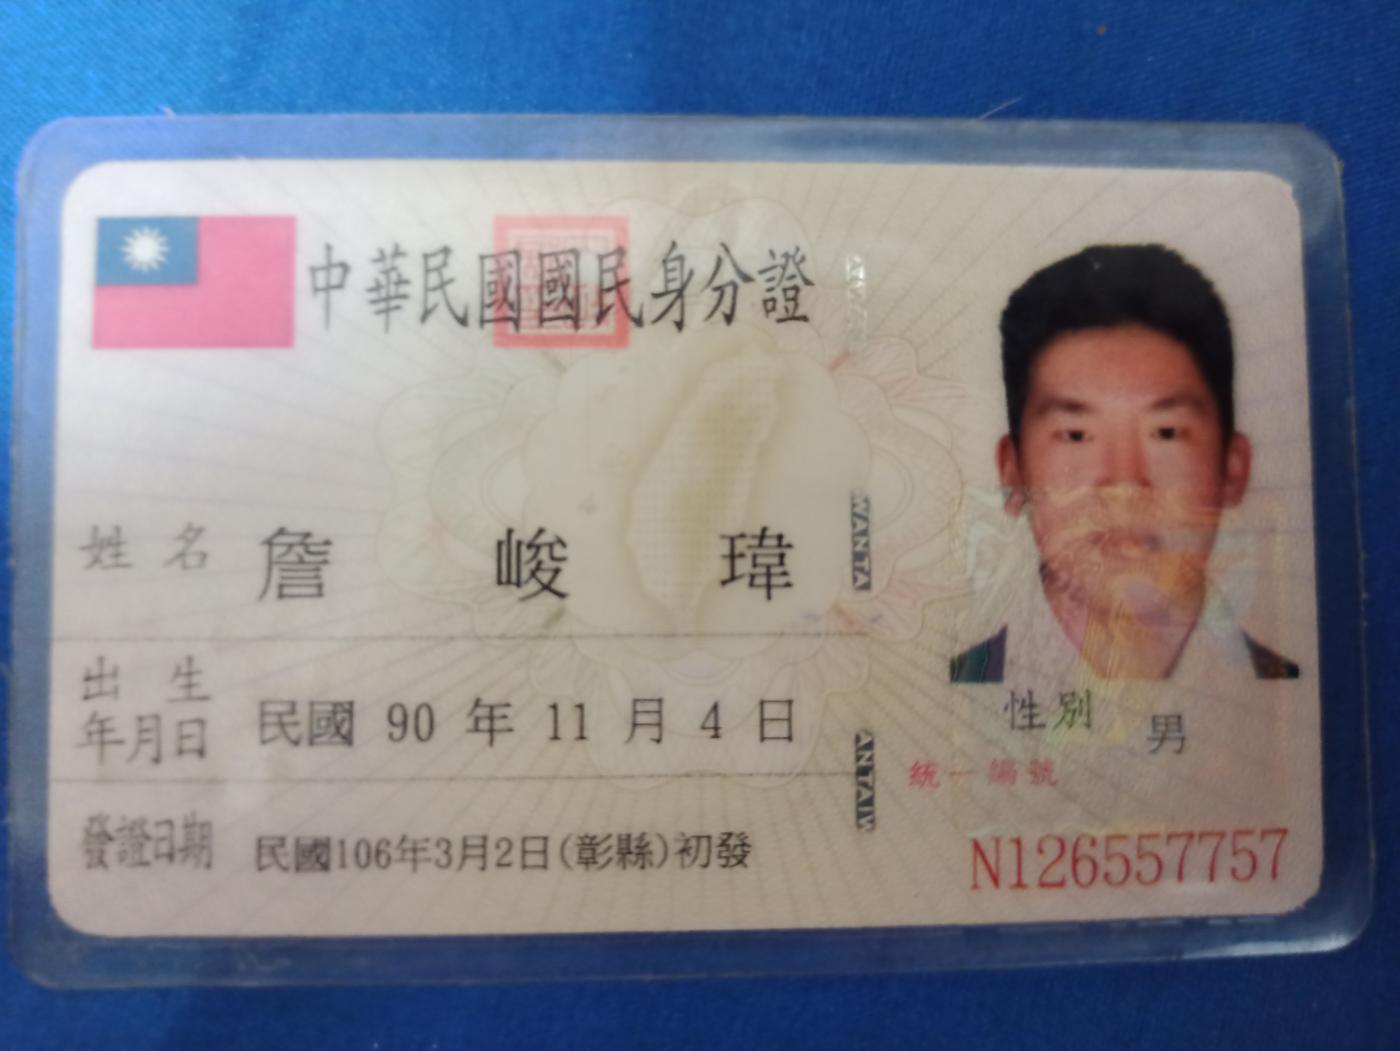 中華民國國民身分證
姓名 詹峻瑋
出生年月日 民國 90 年 11 月 4 日
性別 男
統一編號
N126557757
發證日期 民國106年3月2日(彰縣)初發
WANTA
ANTAIW